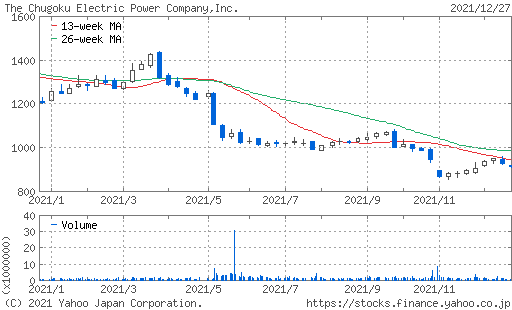 The Chugoku Electric Power Company,Inc. 2021/12/27
1600
13-week MA
26-week MA
1400
1200
1000
800
2021/1 2021/3 2021/5 2021/7 2021/9 2021/11
40
Volume
30
20
10
0
(x1000000)
2021/1 2021/3 2021/5 2021/7 2021/9 2021/11
(C) 2021 Yahoo Japan Corporation. https://stocks.finance.yahoo.co.jp/